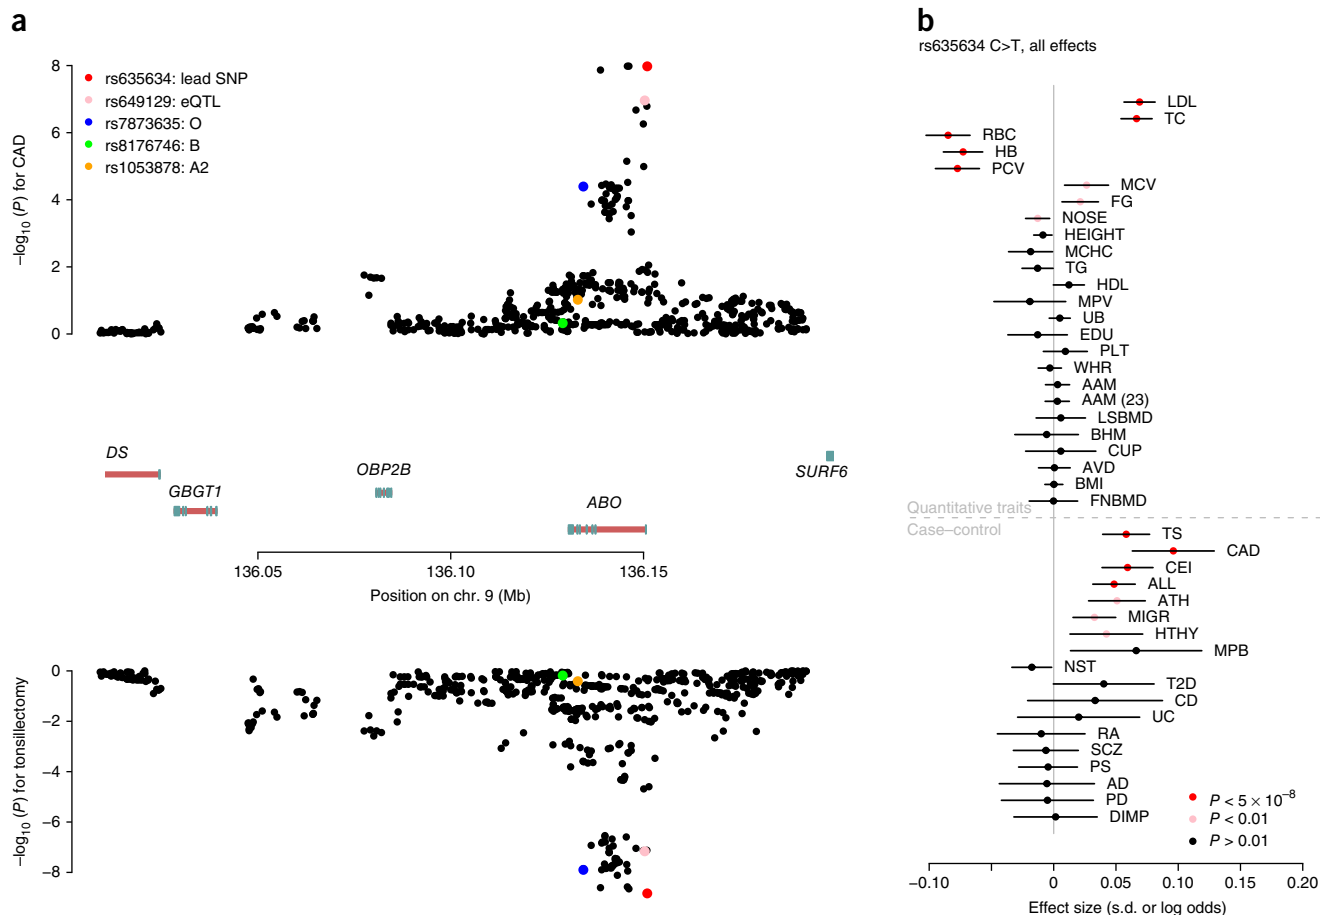 a
8
6
4
2
0
−log10 (P) for CAD
rs635634: lead SNP
rs649129: eQTL
rs7873635: O
rs8176746: B
rs1053878: A2
DS
GBGT1
OBP2B
ABO
SURF6
136.05
136.10
136.15
Position on chr. 9 (Mb)
0
−2
−4
−6
−8
−log10 (P) for tonsillectomy
b
rs635634 C>T, all effects
LDL
TC
RBC
HB
PCV
MCV
FG
NOSE
HEIGHT
MCHC
TG
HDL
MPV
UB
EDU
PLT
WHR
AAM
AAM (23)
LSBMD
BHM
CUP
AVD
BMI
FNBMD
Quantitative traits
Case–control
TS
CAD
CEI
ALL
ATH
MIGR
HTHY
MPB
NST
T2D
CD
UC
RA
SCZ
PS
AD
PD
DIMP
P < 5 × 10−8
P < 0.01
P > 0.01
−0.10
0
0.05
0.10
0.15
0.20
Effect size (s.d. or log odds)